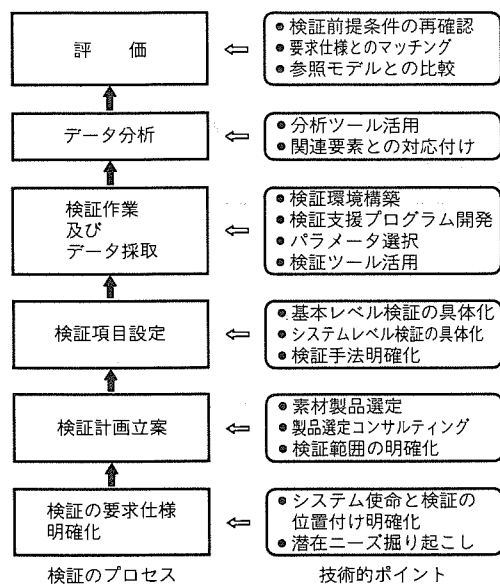 評　価
● 検証前提条件の再確認
● 要求仕様とのマッチング
● 参照モデルとの比較
データ分析
● 分析ツール活用
● 関連要素との対応付け
検証作業
及び
データ採取
● 検証環境構築
● 検証支援プログラム開発
● パラメータ選択
● 検証ツール活用
検証項目設定
● 基本レベル検証の具体化
● システムレベル検証の具体化
● 検証手法明確化
検証計画立案
● 素材製品選定
● 製品選定コンサルティング
● 検証範囲の明確化
検証の要求仕様
明確化
● システム使命と検証の
位置付け明確化
● 潜在ニーズ掘り起こし
検証のプロセス
技術的ポイント